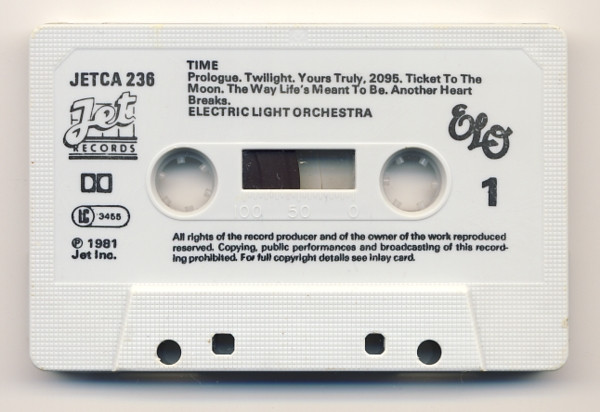 JETCA 236
Jet
RECORDS
TIME
Prologue. Twilight. Yours Truly, 2095. Ticket To The
Moon. The Way Life's Meant To Be. Another Heart
Breaks.
ELECTRIC LIGHT ORCHESTRA
ELO
1
LC 3455
℗ 1981
Jet Inc.
00 50 0
All rights of the record producer and of the owner of the work reproduced
reserved. Copying, public performances and broadcasting of this record-
ing prohibited. For full copyright details see inlay card.